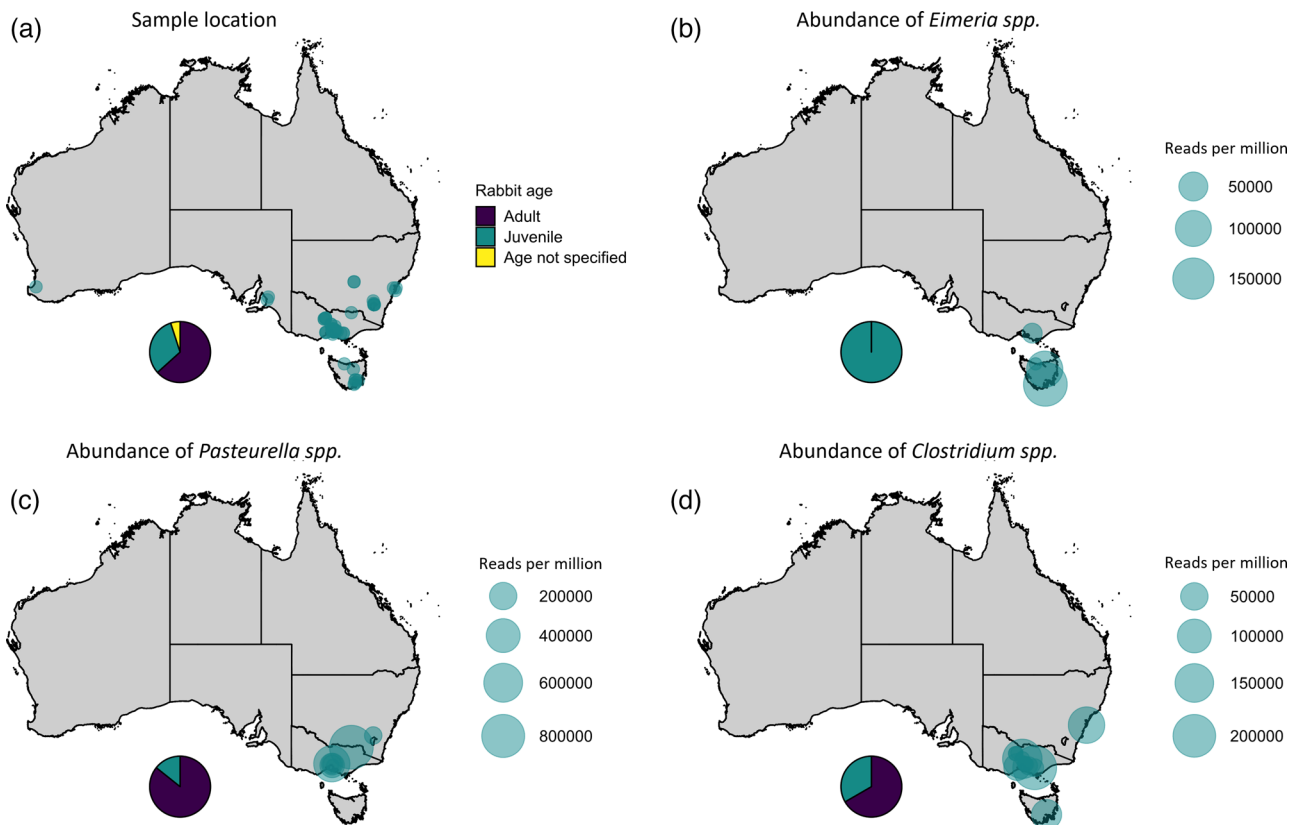 (a)
Sample location
Rabbit age
Adult
Juvenile
Age not specified
(b)
Abundance of Eimeria spp.
Reads per million
50000
100000
150000
(c)
Abundance of Pasteurella spp.
Reads per million
200000
400000
600000
800000
(d)
Abundance of Clostridium spp.
Reads per million
50000
100000
150000
200000